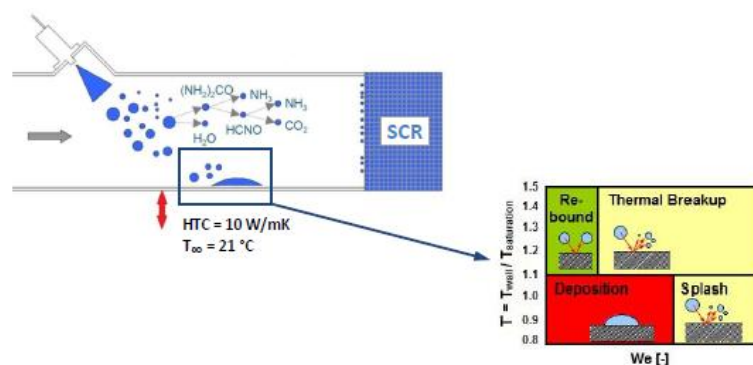 (NH₂)₂CO
NH₃
NH₃
H₂O
HCNO
CO₂
SCR
HTC = 10 W/mK
T∞ = 21 °C
T* = Twall / Tsaturation
1.5
1.4
1.3
1.2
1.1
1.0
0.9
0.8
Re-
bound
Thermal Breakup
Deposition
Splash
We [-]